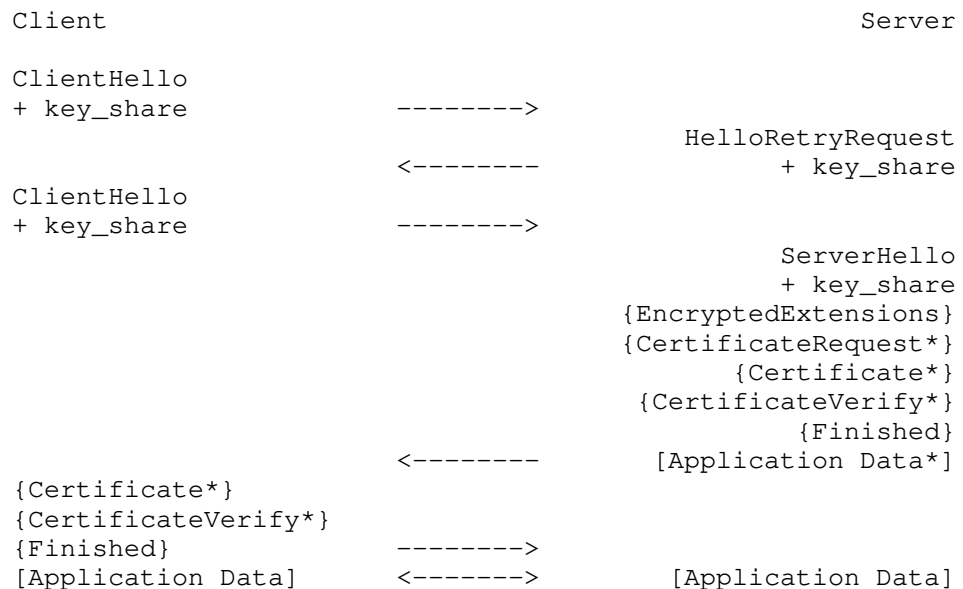 Client                                               Server

ClientHello
+ key_share             -------->
                                          HelloRetryRequest
                        <--------               + key_share
ClientHello
+ key_share             -------->
                                                ServerHello
                                                + key_share
                                      {EncryptedExtensions}
                                      {CertificateRequest*}
                                             {Certificate*}
                                       {CertificateVerify*}
                                                 {Finished}
                        <--------       [Application Data*]
{Certificate*}
{CertificateVerify*}
{Finished}              -------->
[Application Data]      <------->        [Application Data]